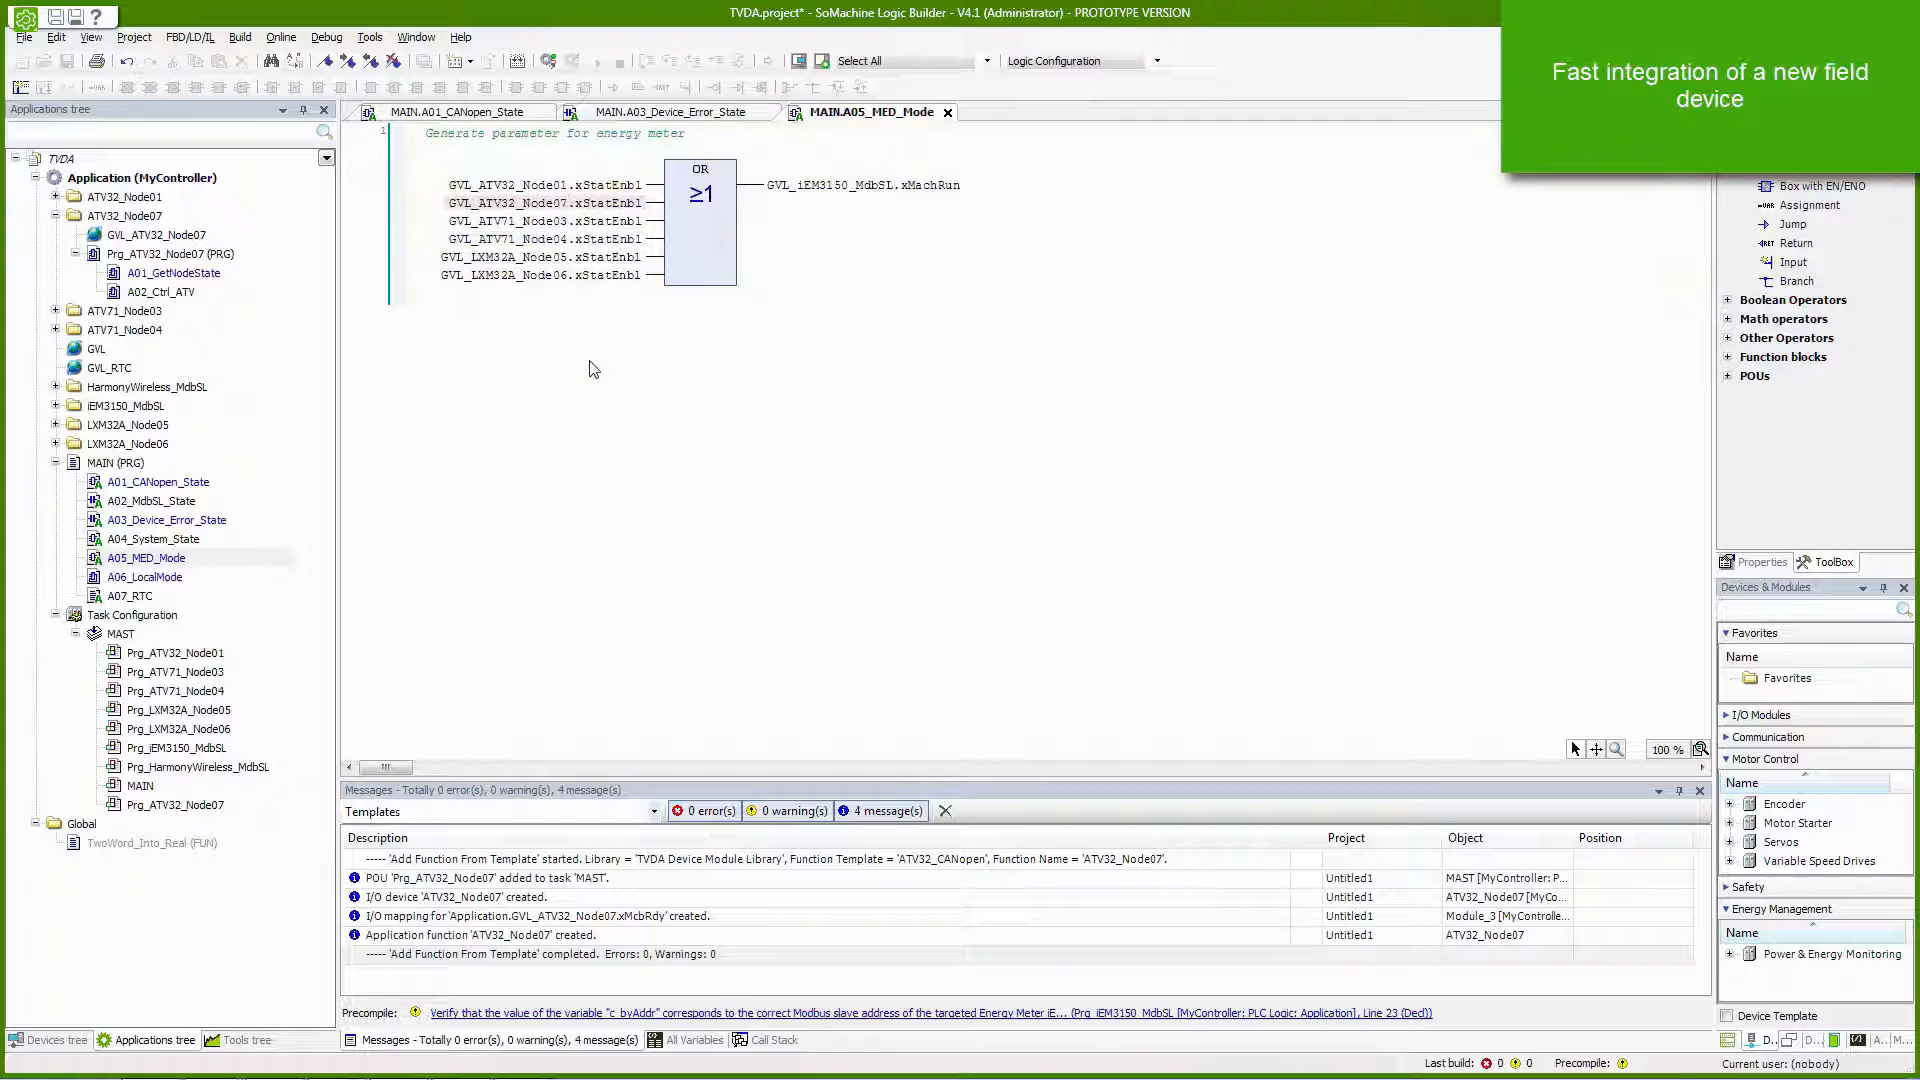 TVDA.project* - SoMachine Logic Builder - V4.1 (Administrator) - PROTOTYPE VERSION
Fast integration of a new field
device
File Edit View Project FBD/LD/IL Build Online Debug Tools Window Help
Select All
Logic Configuration
Applications tree
TVDA
Application (MyController)
ATV32_Node01
ATV32_Node07
GVL_ATV32_Node07
Prg_ATV32_Node07 (PRG)
A01_GetNodeState
A02_Ctrl_ATV
ATV71_Node03
ATV71_Node04
GVL
GVL_RTC
HarmonyWireless_MdbSL
iEM3150_MdbSL
LXM32A_Node05
LXM32A_Node06
MAIN (PRG)
A01_CANopen_State
A02_MdbSL_State
A03_Device_Error_State
A04_System_State
A05_MED_Mode
A06_LocalMode
A07_RTC
Task Configuration
MAST
Prg_ATV32_Node01
Prg_ATV71_Node03
Prg_ATV71_Node04
Prg_LXM32A_Node05
Prg_LXM32A_Node06
Prg_iEM3150_MdbSL
Prg_HarmonyWireless_MdbSL
MAIN
Prg_ATV32_Node07
Global
TwoWord_Into_Real (FUN)
Devices tree
Applications tree
Tools tree
MAIN.A01_CANopen_State
MAIN.A03_Device_Error_State
MAIN.A05_MED_Mode
1
Generate parameter for energy meter
OR
≥1
GVL_ATV32_Node01.xStatEnbl
GVL_ATV32_Node07.xStatEnbl
GVL_ATV71_Node03.xStatEnbl
GVL_ATV71_Node04.xStatEnbl
GVL_LXM32A_Node05.xStatEnbl
GVL_LXM32A_Node06.xStatEnbl
GVL_iEM3150_MdbSL.xMachRun
100 %
Messages - Totally 0 error(s), 0 warning(s), 4 message(s)
Templates
0 error(s)
0 warning(s)
4 message(s)
Description Project Object Position
----- 'Add Function From Template' started. Library = 'TVDA Device Module Library', Function Template = 'ATV32_CANopen', Function Name = 'ATV32_Node07'.
POU 'Prg_ATV32_Node07' added to task 'MAST'. Untitled1 MAST [MyController: P...
I/O device 'ATV32_Node07' created. Untitled1 ATV32_Node07 [MyCo...
I/O mapping for 'Application.GVL_ATV32_Node07.xMcbRdy' created. Untitled1 Module_3 [MyControlle...
Application function 'ATV32_Node07' created. Untitled1 ATV32_Node07
----- 'Add Function From Template' completed. Errors: 0, Warnings: 0
Precompile: Verify that the value of the variable "c_byAddr" corresponds to the correct Modbus slave address of the targeted Energy Meter iE... (Prg_iEM3150_MdbSL [MyController: PLC Logic: Application], Line 23 (Decl))
Messages - Totally 0 error(s), 0 warning(s), 4 message(s)
All Variables
Call Stack
Box with EN/ENO
Assignment
Jump
Return
Input
Branch
Boolean Operators
Math operators
Other Operators
Function blocks
POUs
Properties
ToolBox
Devices & Modules
Favorites
Name
Favorites
I/O Modules
Communication
Motor Control
Name
Encoder
Motor Starter
Servos
Variable Speed Drives
Safety
Energy Management
Name
Power & Energy Monitoring
Device Template
D.. D... A... M...
Last build: 0 0 Precompile: Current user: (nobody)